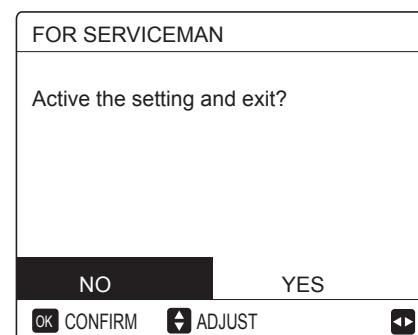 FOR SERVICEMAN
Active the setting and exit?
NO YES
OK CONFIRM ADJUST